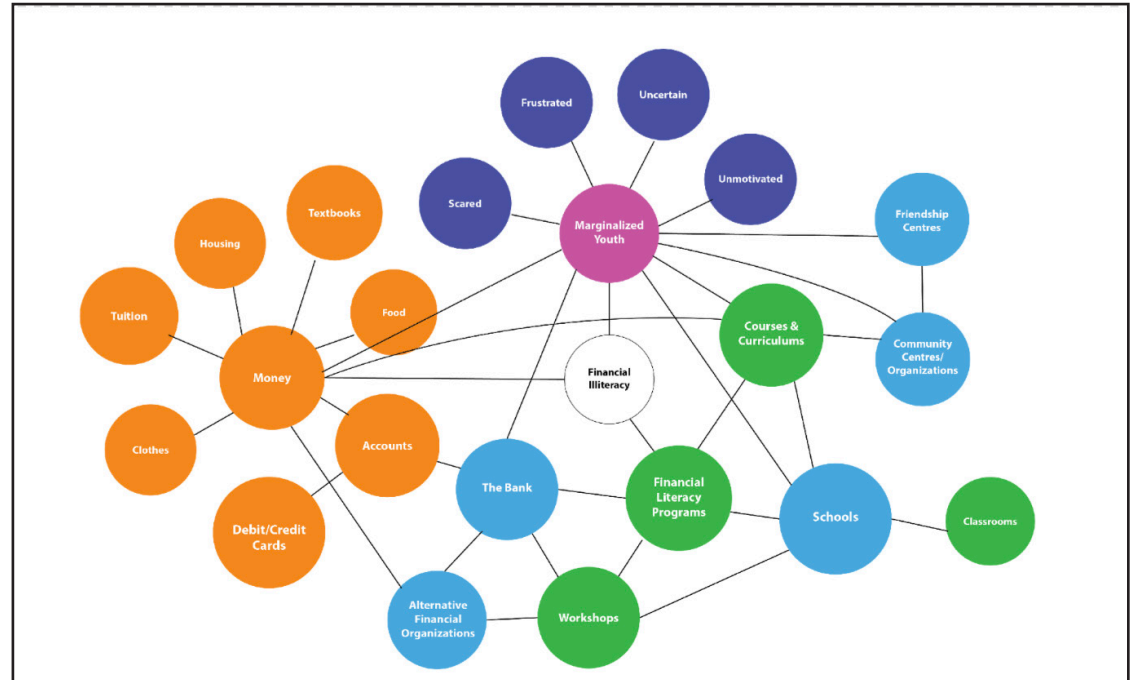 Frustrated
Uncertain
Scared
Unmotivated
Marginalized
Youth
Textbooks
Housing
Tuition
Food
Money
Clothes
Accounts
Debit/Credit
Cards
Friendship
Centres
Courses &
Curriculums
Community
Centres/
Organizations
Financial
Illiteracy
The Bank
Financial
Literacy
Programs
Schools
Classrooms
Alternative
Financial
Organizations
Workshops